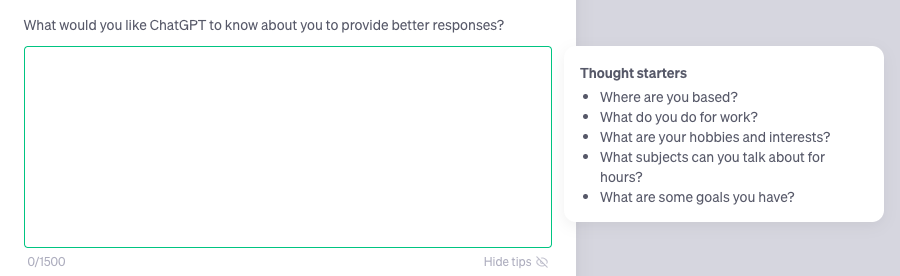 What would you like ChatGPT to know about you to provide better responses?
Thought starters
• Where are you based?
• What do you do for work?
• What are your hobbies and interests?
• What subjects can you talk about for
hours?
• What are some goals you have?
0/1500
Hide tips